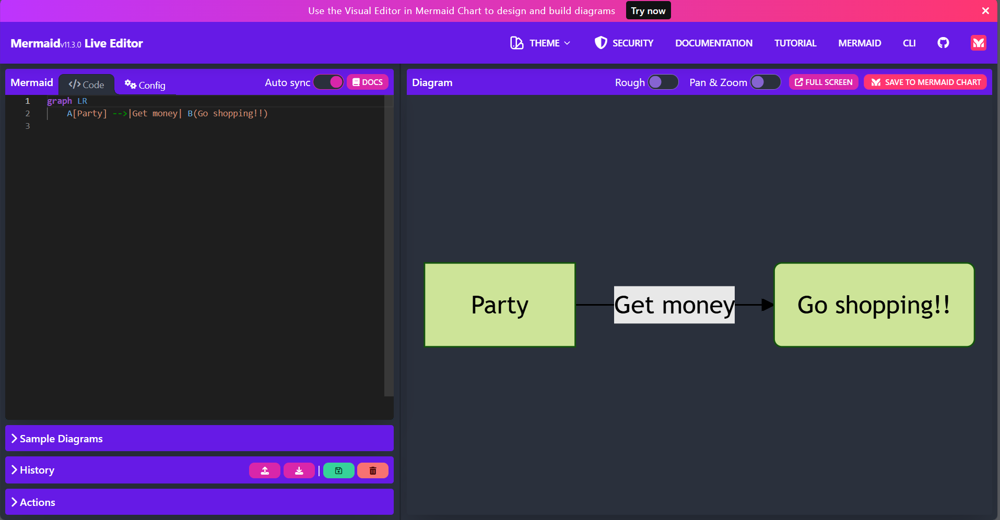 Use the Visual Editor in Mermaid Chart to design and build diagrams Try now
Mermaidv11.3.0 Live Editor THEME SECURITY DOCUMENTATION TUTORIAL MERMAID CLI
Mermaid Code Config Auto sync DOCS
1 graph LR
2 A[Party] -->|Get money| B(Go shopping!!)
3
Sample Diagrams
History
Actions
Diagram Rough Pan & Zoom FULL SCREEN SAVE TO MERMAID CHART
Party Get money Go shopping!!